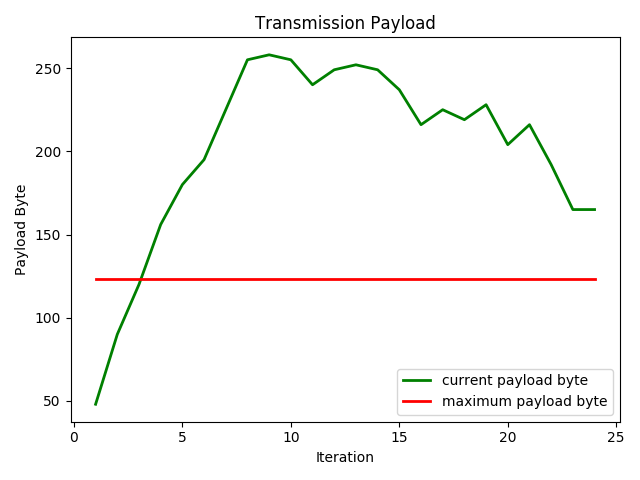 Transmission Payload
250
200
150
100
50
Payload Byte
0
5
10
15
20
25
Iteration
current payload byte
maximum payload byte